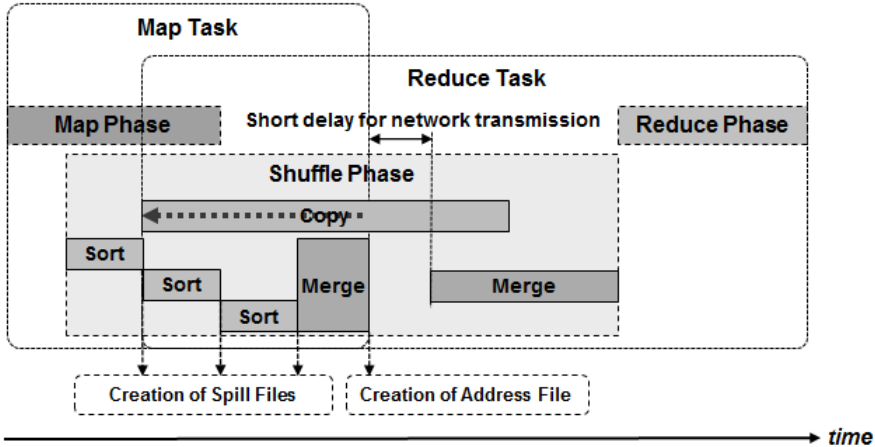 Map Task
Reduce Task
Map Phase
Short delay for network transmission
Reduce Phase
Shuffle Phase
Copy
Sort
Sort
Merge
Merge
Sort
Creation of Spill Files
Creation of Address File
time